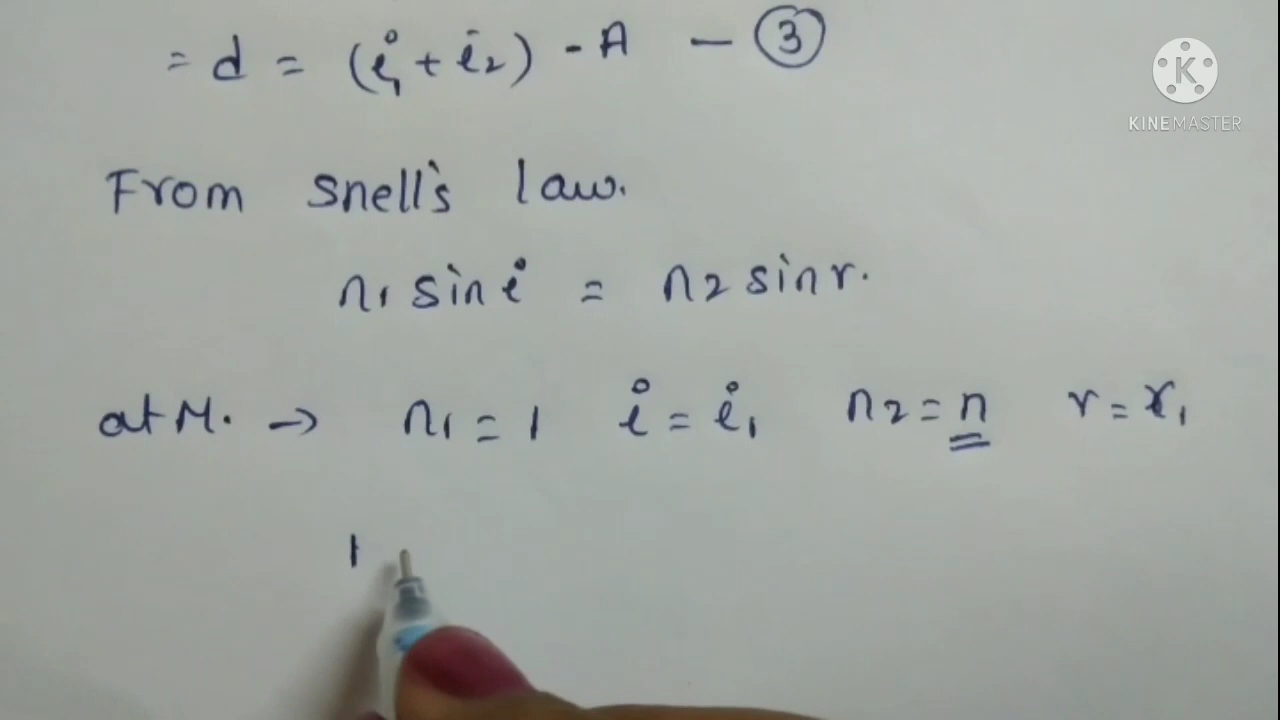 = d = (i₁ + i₂) - A — ③
K
KINEMASTER
From snell's law.
n₁ sin i = n₂ sin r.
at M. → n₁ = 1 i = i₁ n₂ = n r = r₁
1